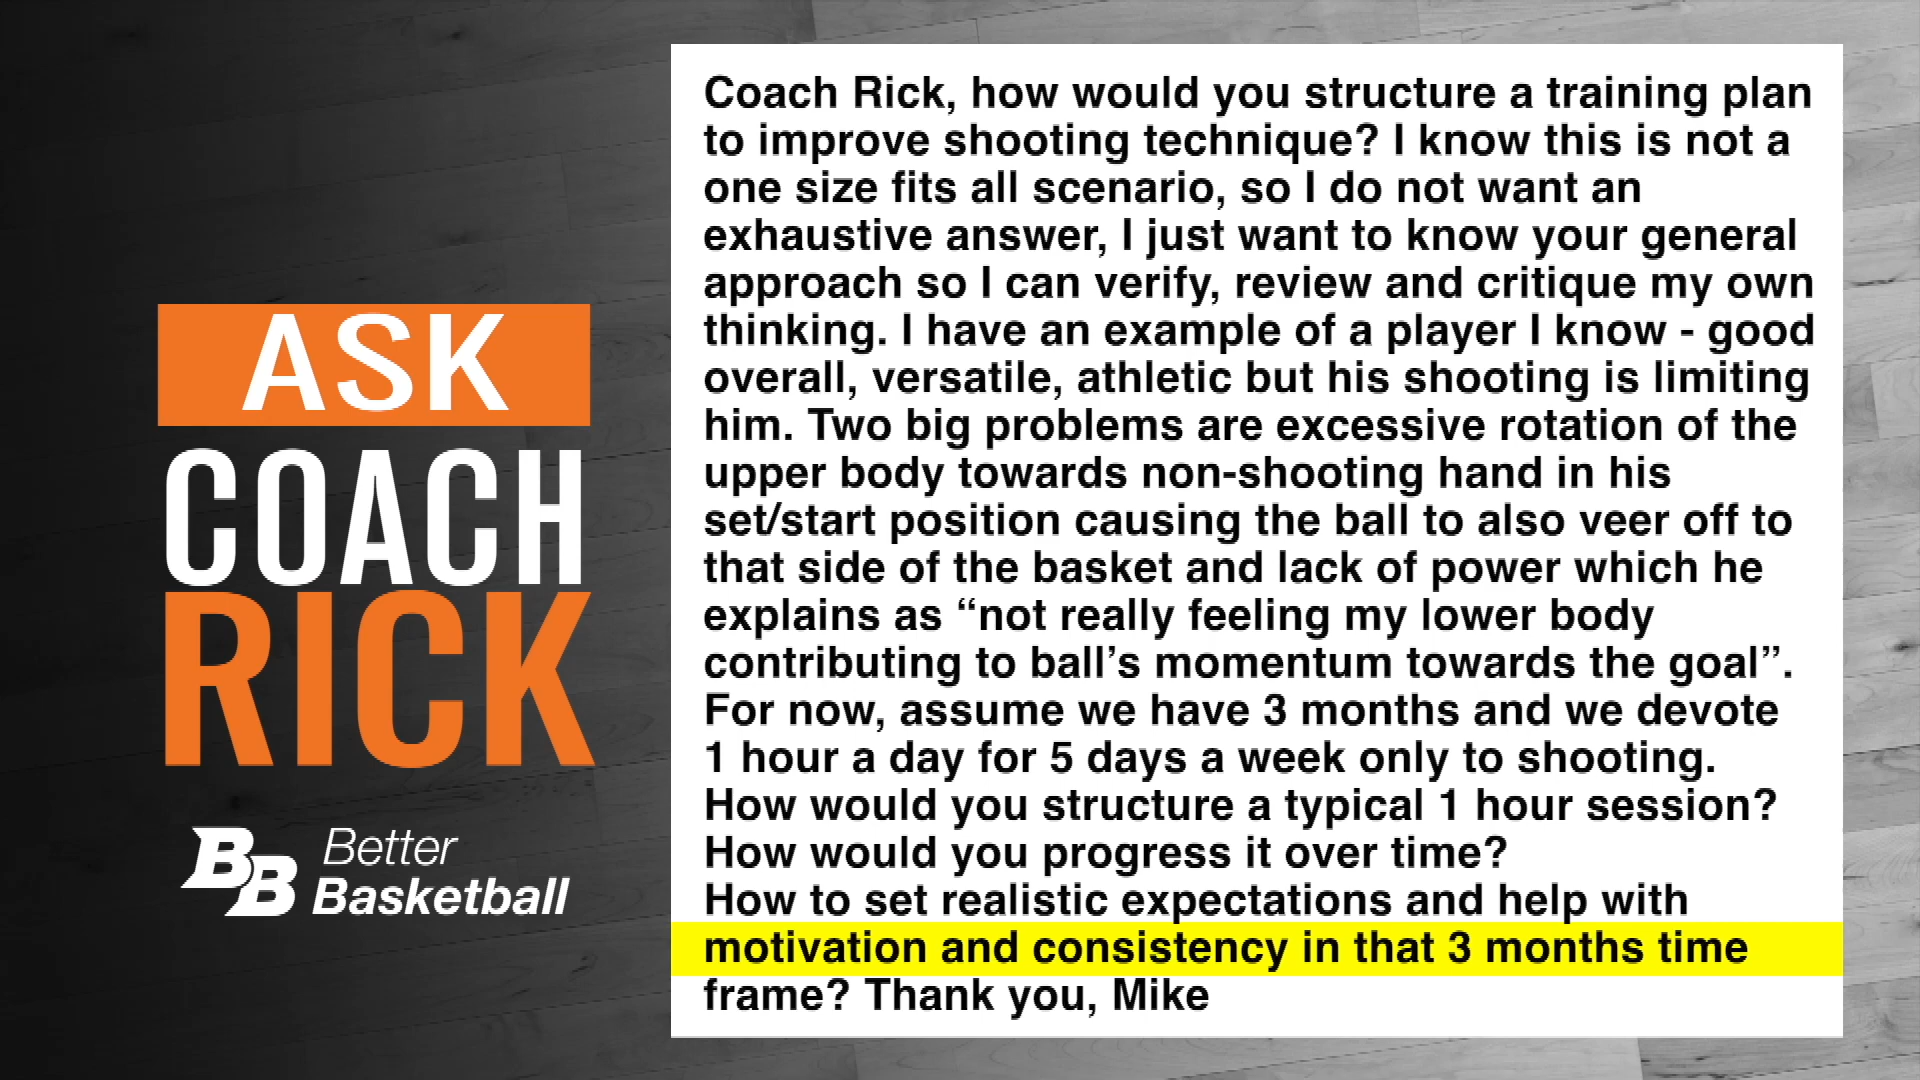 ASK
COACH
RICK
BB Better
Basketball
Coach Rick, how would you structure a training plan
to improve shooting technique? I know this is not a
one size fits all scenario, so I do not want an
exhaustive answer, I just want to know your general
approach so I can verify, review and critique my own
thinking. I have an example of a player I know - good
overall, versatile, athletic but his shooting is limiting
him. Two big problems are excessive rotation of the
upper body towards non-shooting hand in his
set/start position causing the ball to also veer off to
that side of the basket and lack of power which he
explains as “not really feeling my lower body
contributing to ball’s momentum towards the goal”.
For now, assume we have 3 months and we devote
1 hour a day for 5 days a week only to shooting.
How would you structure a typical 1 hour session?
How would you progress it over time?
How to set realistic expectations and help with
motivation and consistency in that 3 months time
frame? Thank you, Mike